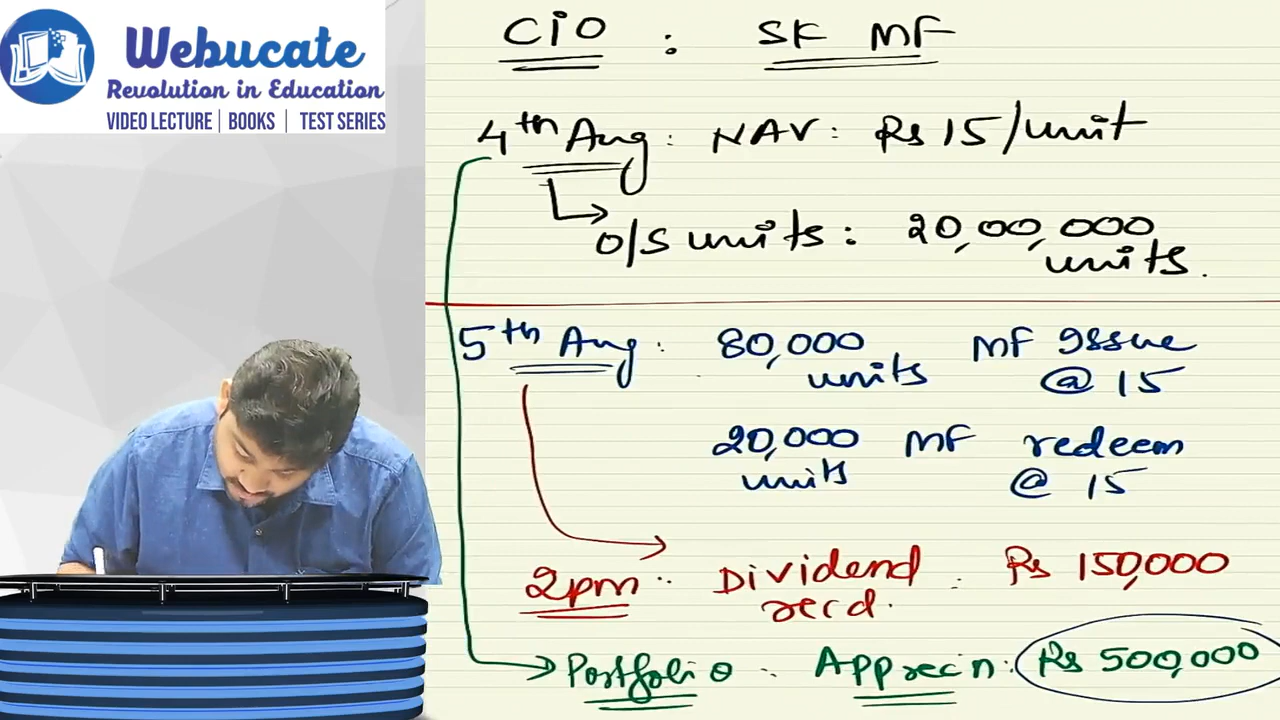 Webucate
Revolution in Education
VIDEO LECTURE | BOOKS | TEST SERIES
CiO : SK MF
4th Aug: NAV: Rs 15/unit
O/S units: 20,00,000
units.
5th Aug: 80,000 MF Issue
units @ 15
20,000 MF redeem
units @ 15
2pm: Dividend : Rs 150,000
recd.
Portfolio : Apprecn: Rs 500,000